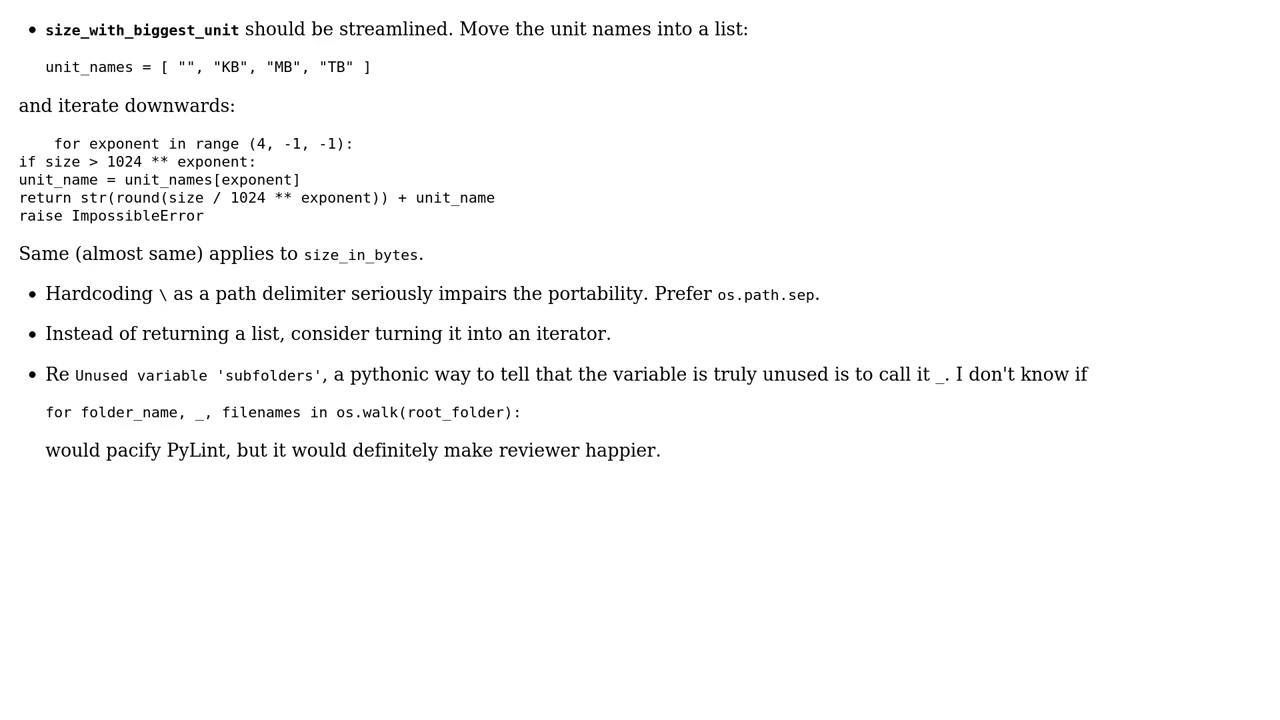 • size_with_biggest_unit should be streamlined. Move the unit names into a list:
unit_names = [ "", "KB", "MB", "TB" ]
and iterate downwards:
for exponent in range (4, -1, -1):
if size > 1024 ** exponent:
unit_name = unit_names[exponent]
return str(round(size / 1024 ** exponent)) + unit_name
raise ImpossibleError
Same (almost same) applies to size_in_bytes.
• Hardcoding \ as a path delimiter seriously impairs the portability. Prefer os.path.sep.
• Instead of returning a list, consider turning it into an iterator.
• Re Unused variable 'subfolders', a pythonic way to tell that the variable is truly unused is to call it _. I don't know if
for folder_name, _, filenames in os.walk(root_folder):
would pacify PyLint, but it would definitely make reviewer happier.